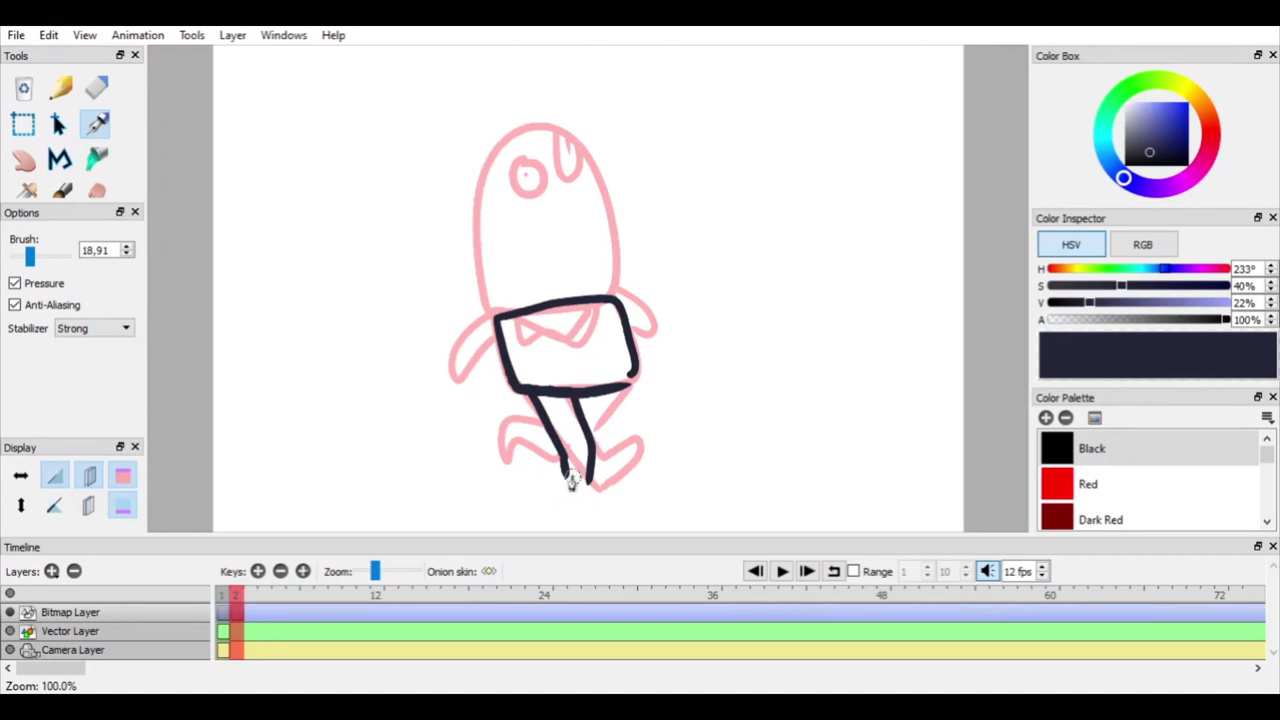 File Edit View Animation Tools Layer Windows Help
Tools
Color Box
Options
Brush:
18,91
Pressure
Anti-Aliasing
Stabilizer Strong
Color Inspector
HSV RGB
H 233°
S 40%
V 22%
A 100%
Color Palette
Black
Red
Dark Red
Display
Timeline
Layers: Keys: Zoom: Onion skin: Range 1 10 12 fps
1 2 12 24 36 48 60 72
Bitmap Layer
Vector Layer
Camera Layer
Zoom: 100.0%